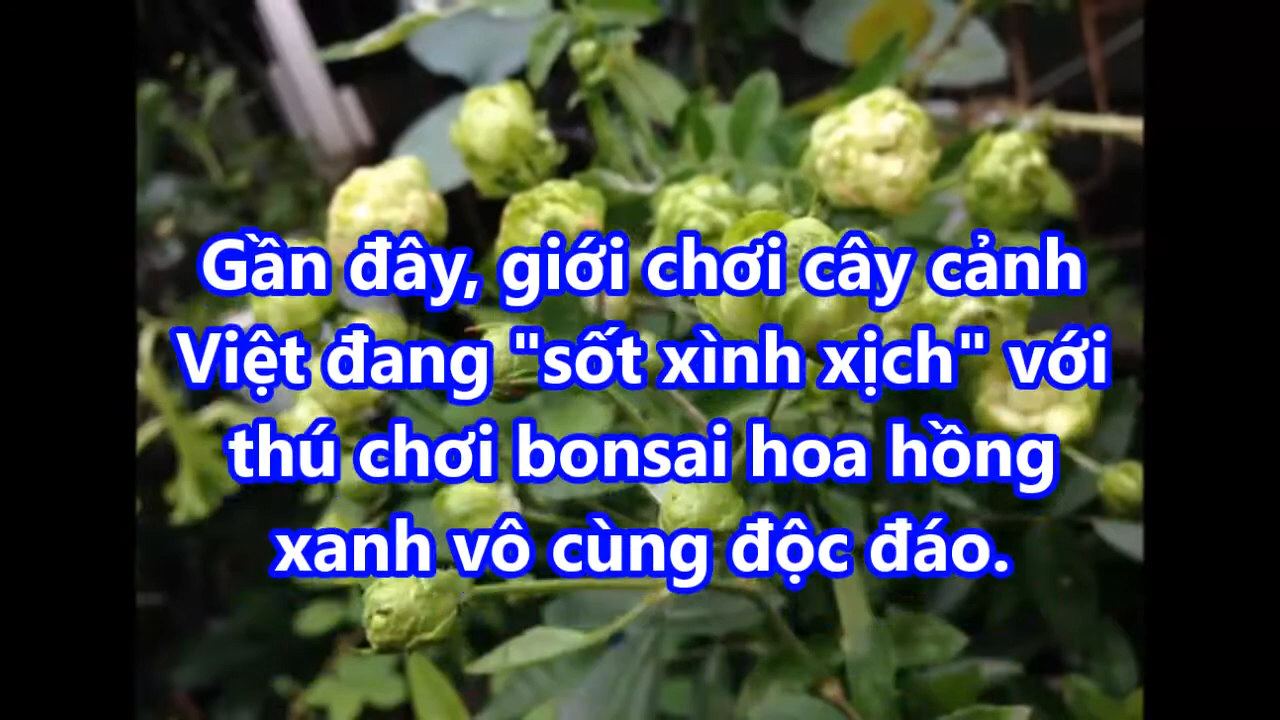 Gần đây, giới chơi cây cảnh
Việt đang "sốt xình xịch" với
thú chơi bonsai hoa hồng
xanh vô cùng độc đáo.